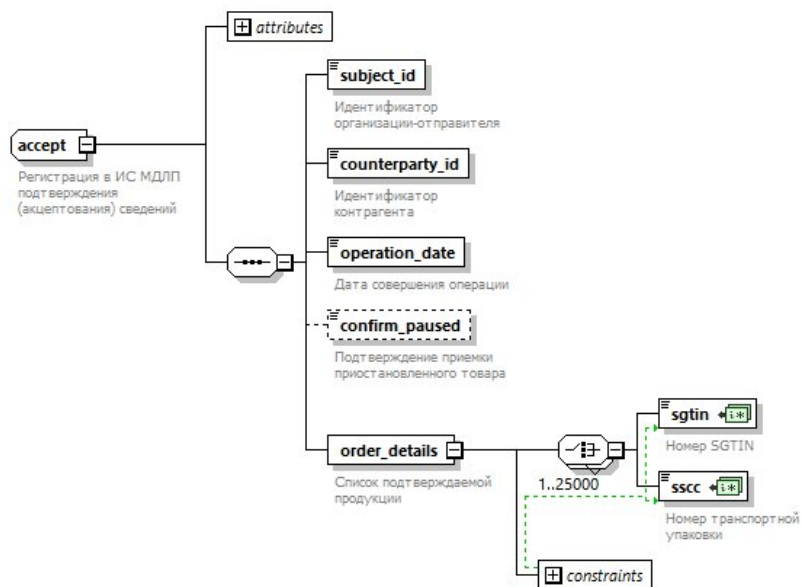 attributes
subject_id
Идентификатор
организации-отправителя
accept
Регистрация в ИС МДЛП
подтверждения
(акцептования) сведений
counterparty_id
Идентификатор
контрагента
operation_date
Дата совершения операции
confirm_paused
Подтверждение приемки
приостановленного товара
order_details
Список подтверждаемой
продукции
1..25000
sgtin
i*
Номер SGTIN
sscc
i*
Номер транспортной
упаковки
constraints